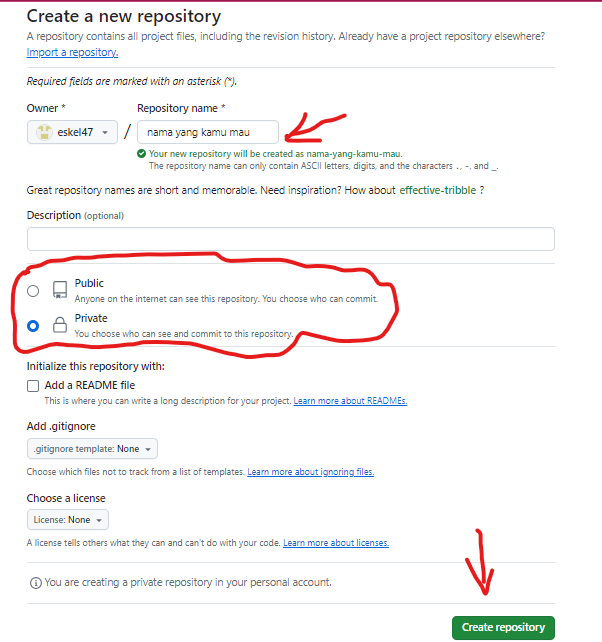 Create a new repository
A repository contains all project files, including the revision history. Already have a project repository elsewhere?
Import a repository.
Required fields are marked with an asterisk (*).
Owner * Repository name *
eskel47 / nama yang kamu mau
Your new repository will be created as nama-yang-kamu-mau.
The repository name can only contain ASCII letters, digits, and the characters ., -, and _.
Great repository names are short and memorable. Need inspiration? How about effective-tribble ?
Description (optional)
Public
Anyone on the internet can see this repository. You choose who can commit.
Private
You choose who can see and commit to this repository.
Initialize this repository with:
Add a README file
This is where you can write a long description for your project. Learn more about READMEs.
Add .gitignore
.gitignore template: None
Choose which files not to track from a list of templates. Learn more about ignoring files.
Choose a license
License: None
A license tells others what they can and can't do with your code. Learn more about licenses.
You are creating a private repository in your personal account.
Create repository